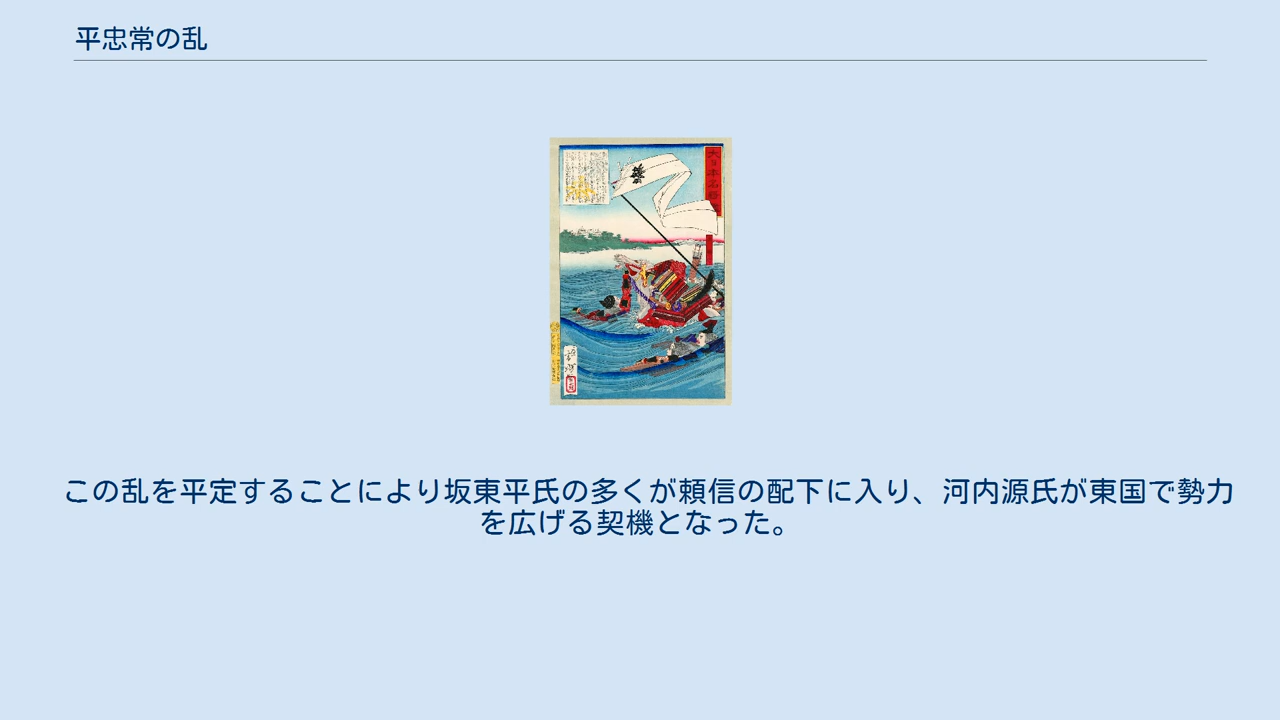 平忠常の乱
この乱を平定することにより坂東平氏の多くが頼信の配下に入り、河内源氏が東国で勢力
を広げる契機となった。